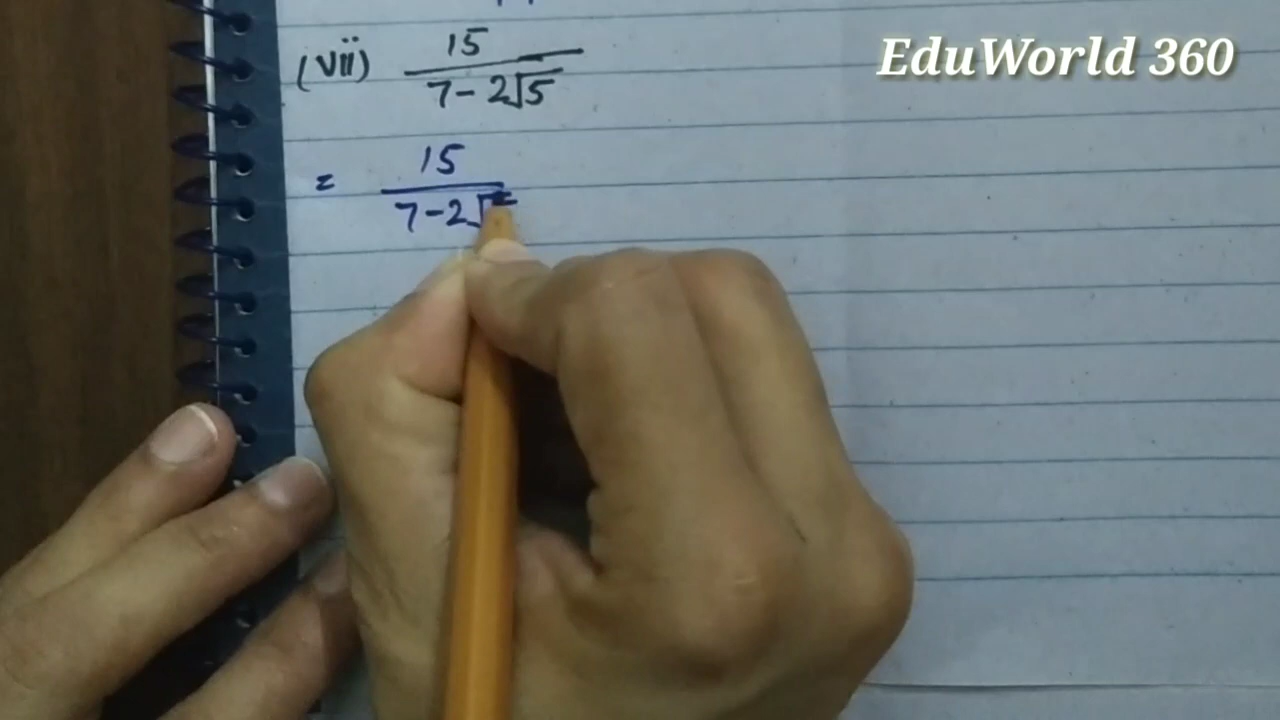 EduWorld 360
(vii) 15
7 - 2√5
= 15
7 - 2√